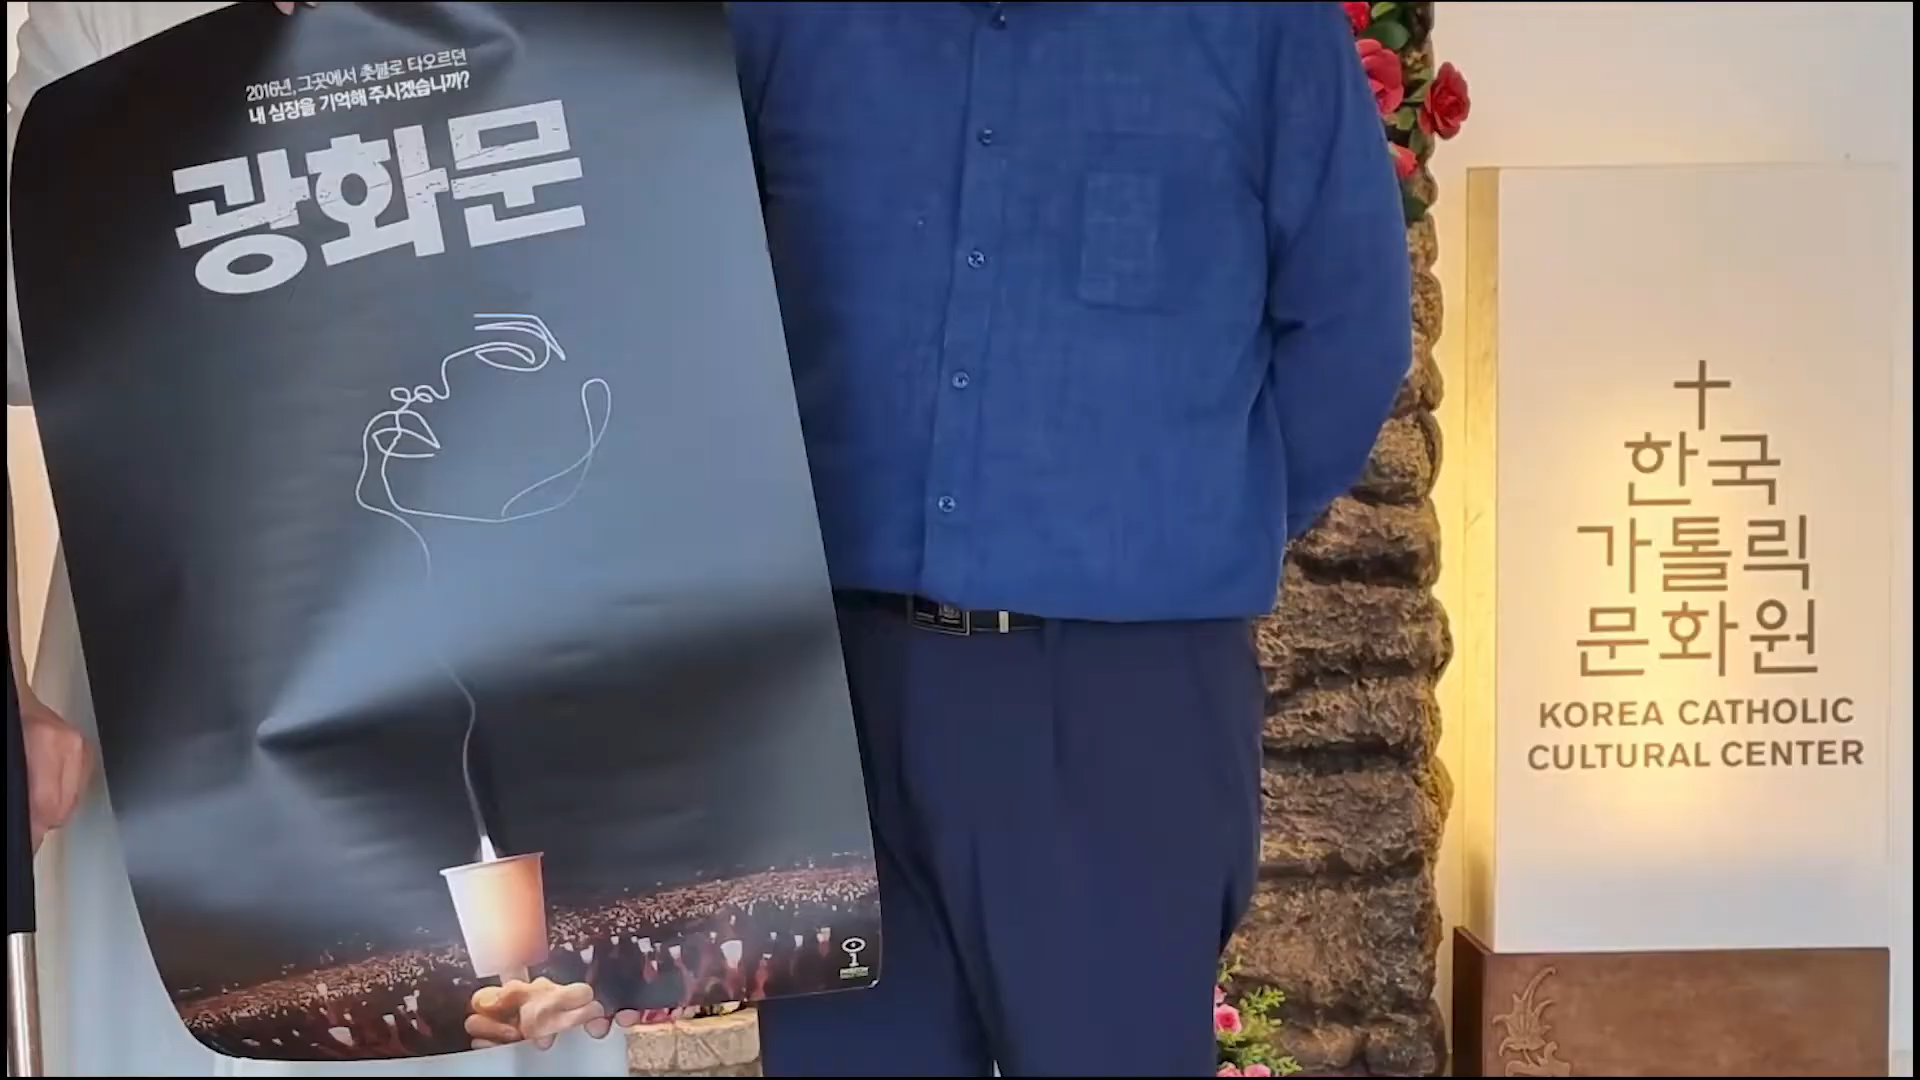 2016년, 그곳에서 촛불로 타오르던
내 심장을 기억해 주시겠습니까?
광화문
한국
가톨릭
문화원
KOREA CATHOLIC
CULTURAL CENTER